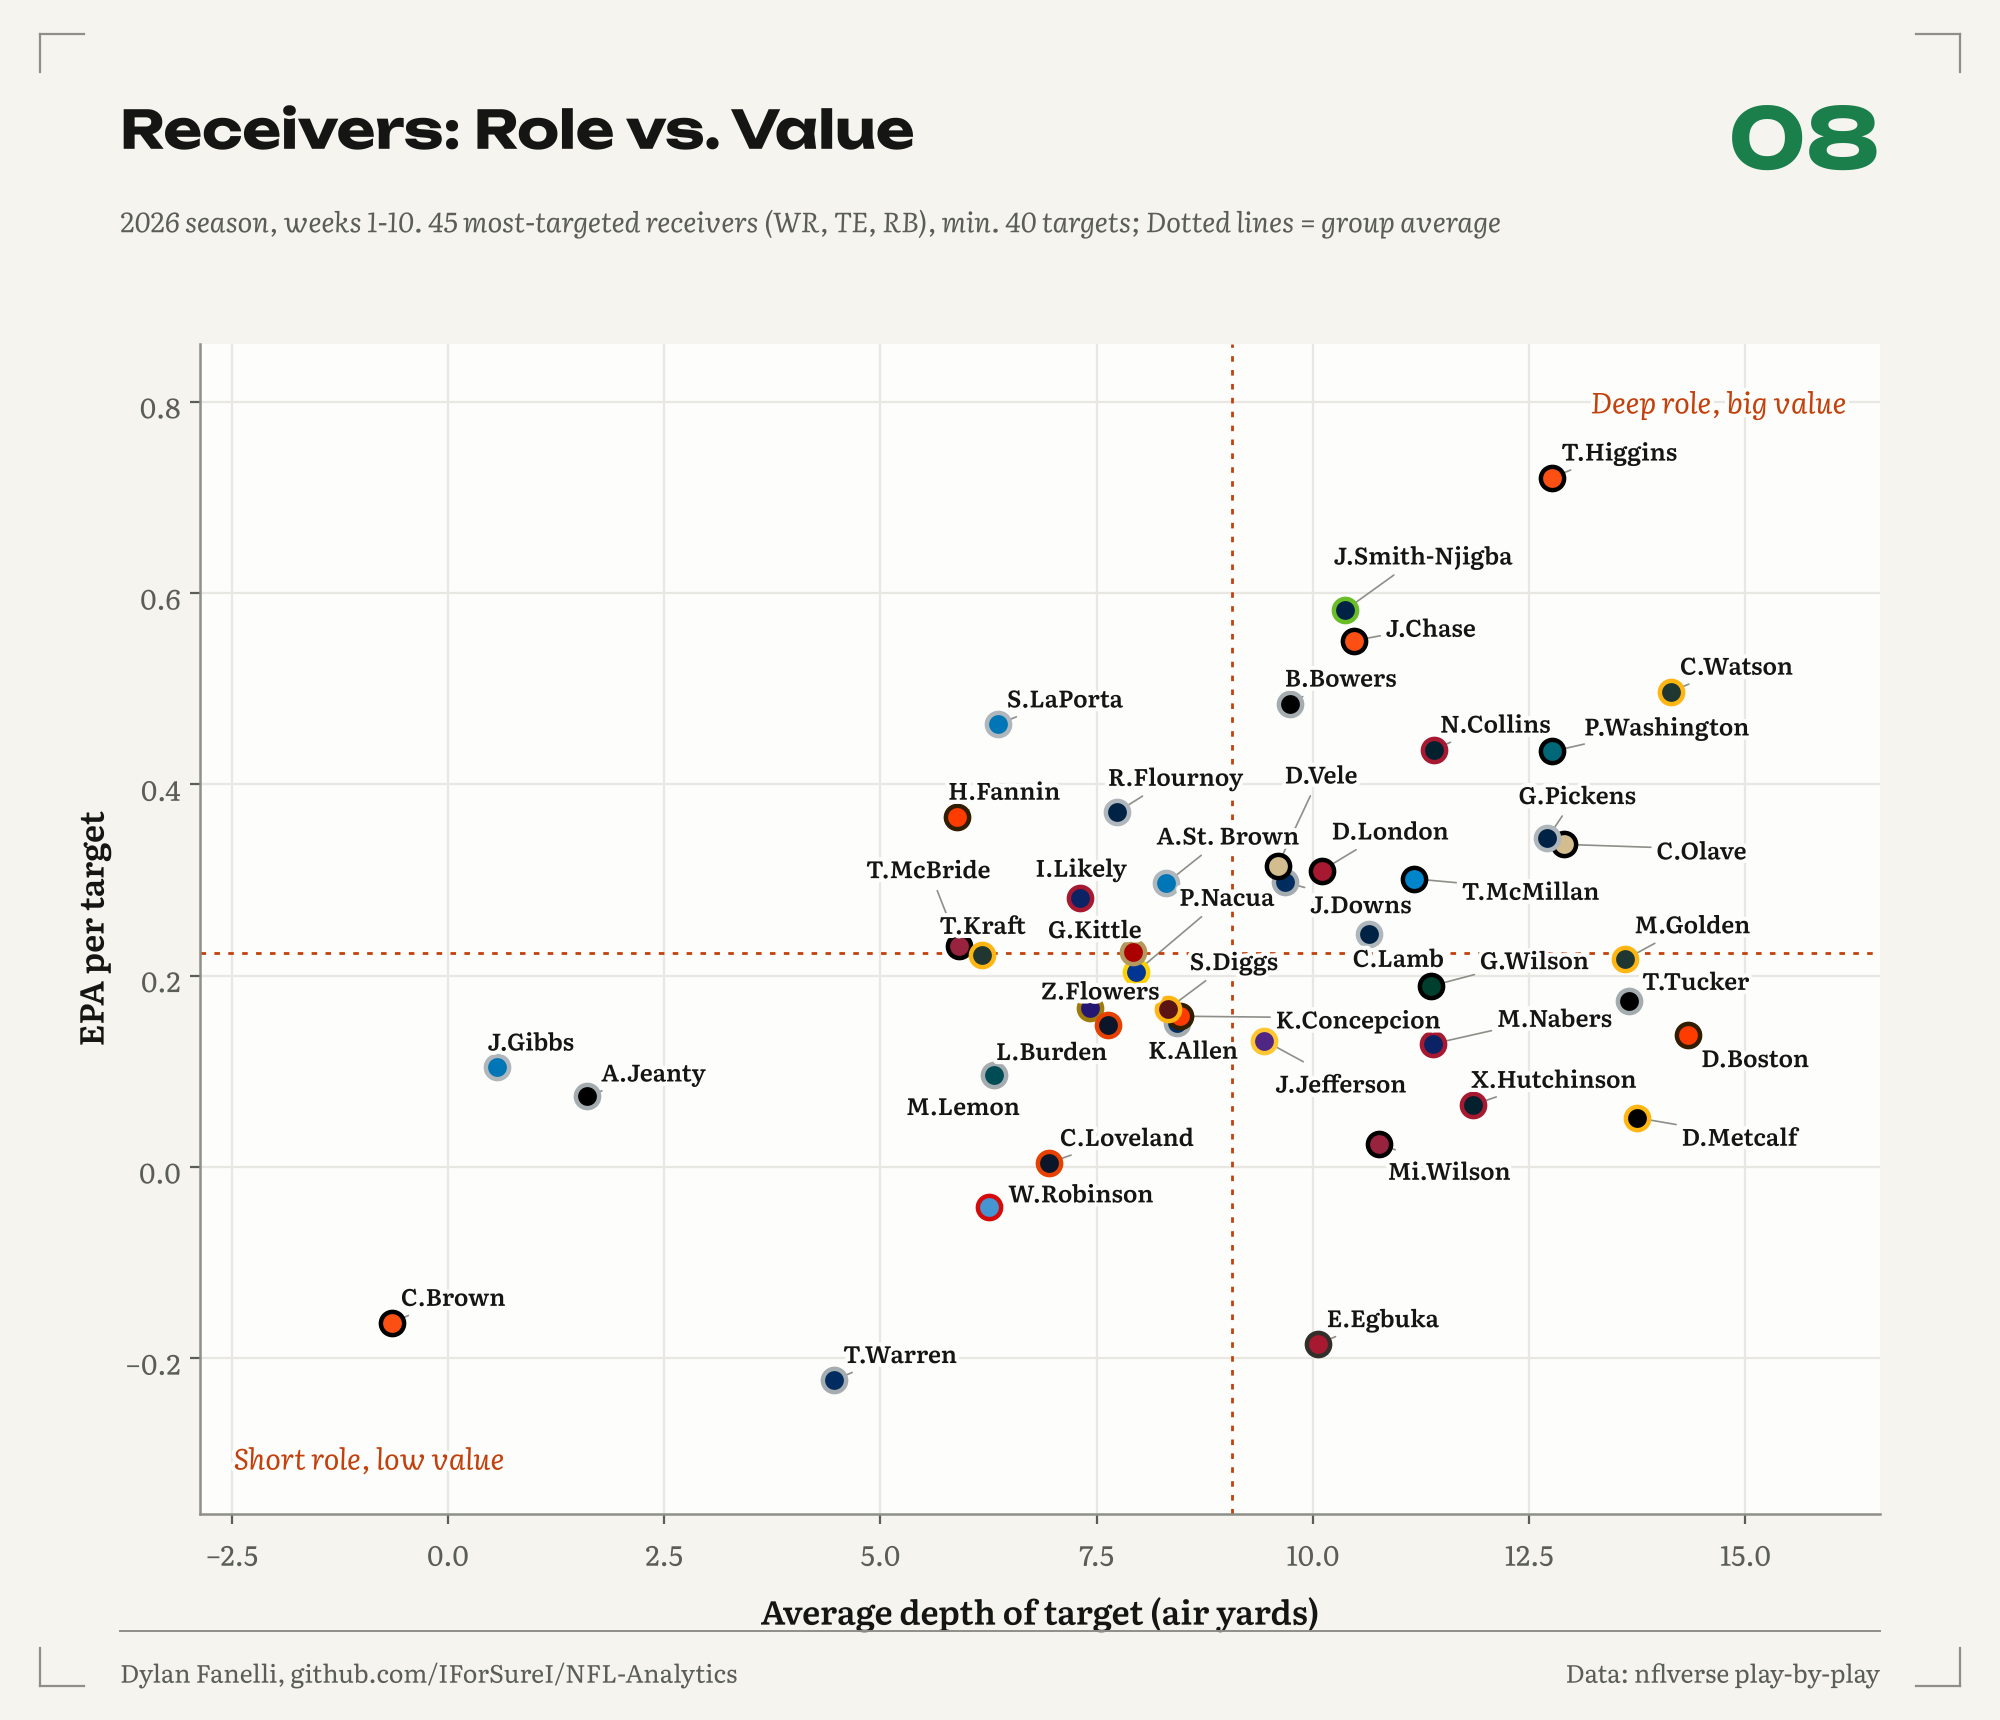 Receivers: Role vs. Value
08
2026 season, weeks 1-10. 45 most-targeted receivers (WR, TE, RB), min. 40 targets; Dotted lines = group average
Deep role, big value
T.Higgins
J.Smith-Njigba
J.Chase
C.Watson
B.Bowers
S.LaPorta
N.Collins
P.Washington
R.Flournoy
D.Vele
H.Fannin
G.Pickens
A.St. Brown
D.London
C.Olave
T.McBride
I.Likely
T.McMillan
P.Nacua
J.Downs
T.Kraft
G.Kittle
M.Golden
C.Lamb
G.Wilson
S.Diggs
T.Tucker
Z.Flowers
K.Concepcion
M.Nabers
J.Gibbs
L.Burden
K.Allen
D.Boston
A.Jeanty
J.Jefferson
X.Hutchinson
M.Lemon
C.Loveland
D.Metcalf
Mi.Wilson
W.Robinson
C.Brown
E.Egbuka
T.Warren
Short role, low value
0.8
0.6
0.4
0.2
0.0
−0.2
EPA per target
−2.5 0.0 2.5 5.0 7.5 10.0 12.5 15.0
Average depth of target (air yards)
Dylan Fanelli, github.com/IForSureI/NFL-Analytics
Data: nflverse play-by-play